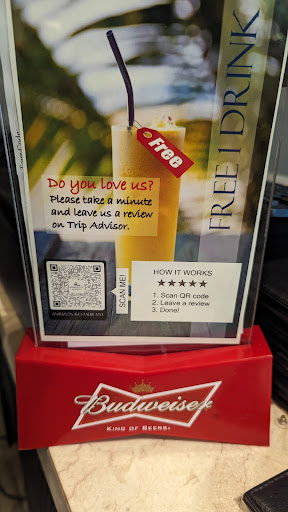 FREE 1 DRINK
Free
Do you love us?
Please take a minute
and leave us a review
on Trip Advisor.
SCAN ME!
HOW IT WORKS
★★★★★
1. Scan QR code
2. Leave a review
3. Done!
Budweiser
KING OF BEERS